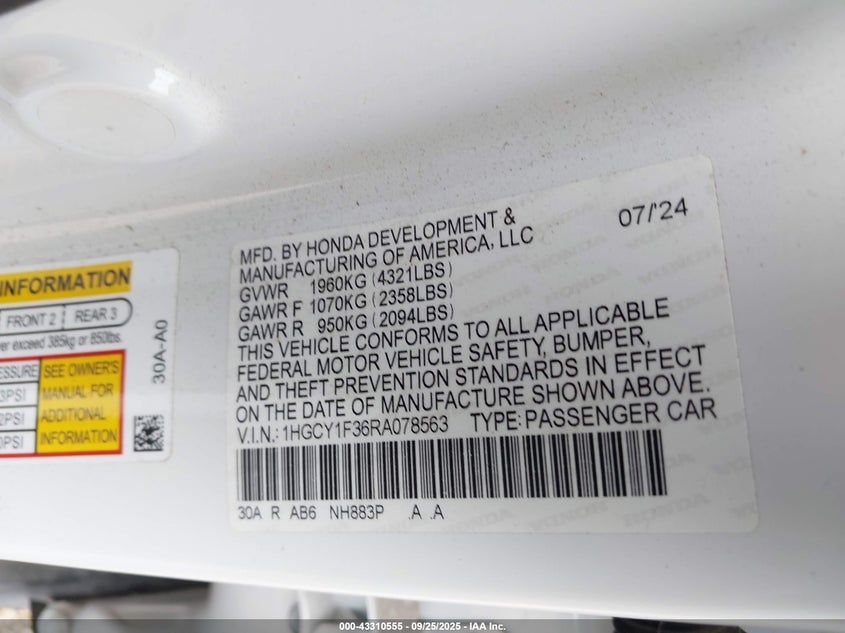 07/'24
MFD. BY HONDA DEVELOPMENT &
MANUFACTURING OF AMERICA, LLC
GVWR 1960KG (4321LBS)
GAWR F 1070KG (2358LBS)
GAWR R 950KG (2094LBS)
THIS VEHICLE CONFORMS TO ALL APPLICABLE
FEDERAL MOTOR VEHICLE SAFETY, BUMPER,
AND THEFT PREVENTION STANDARDS IN EFFECT
ON THE DATE OF MANUFACTURE SHOWN ABOVE.
V.I.N.: 1HGCY1F36RA078563 TYPE: PASSENGER CAR
30A R AB6 NH883P .A .A
INFORMATION
FRONT 2 REAR 3
exceed 385kg or 850lbs.
SEE OWNER'S
MANUAL FOR
ADDITIONAL
INFORMATION
30A-A0
HONDA
000-43310555 - 09/25/2025 - IAA Inc.